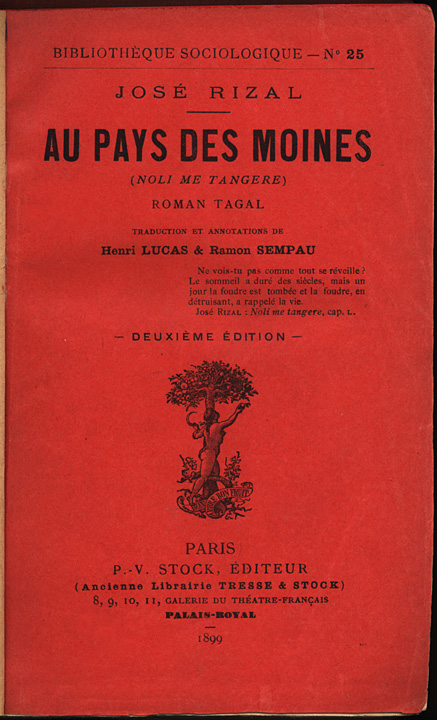 BIBLIOTHÈQUE SOCIOLOGIQUE — Nº 25
JOSÉ RIZAL
AU PAYS DES MOINES
(NOLI ME TANGERE)
ROMAN TAGAL
TRADUCTION ET ANNOTATIONS DE
Henri LUCAS & Ramon SEMPAU
Ne vois-tu pas comme tout se réveille?
Le sommeil a duré des siècles, mais un
jour la foudre est tombée et la foudre, en
détruisant, a rappelé la vie.
José RIZAL : Noli me tangere, cap. L.
— DEUXIÈME ÉDITION —
PARIS
P.-V. STOCK, ÉDITEUR
(Ancienne Librairie TRESSE & STOCK)
8, 9, 10, 11, GALERIE DU THÉATRE-FRANÇAIS
PALAIS-ROYAL
1899